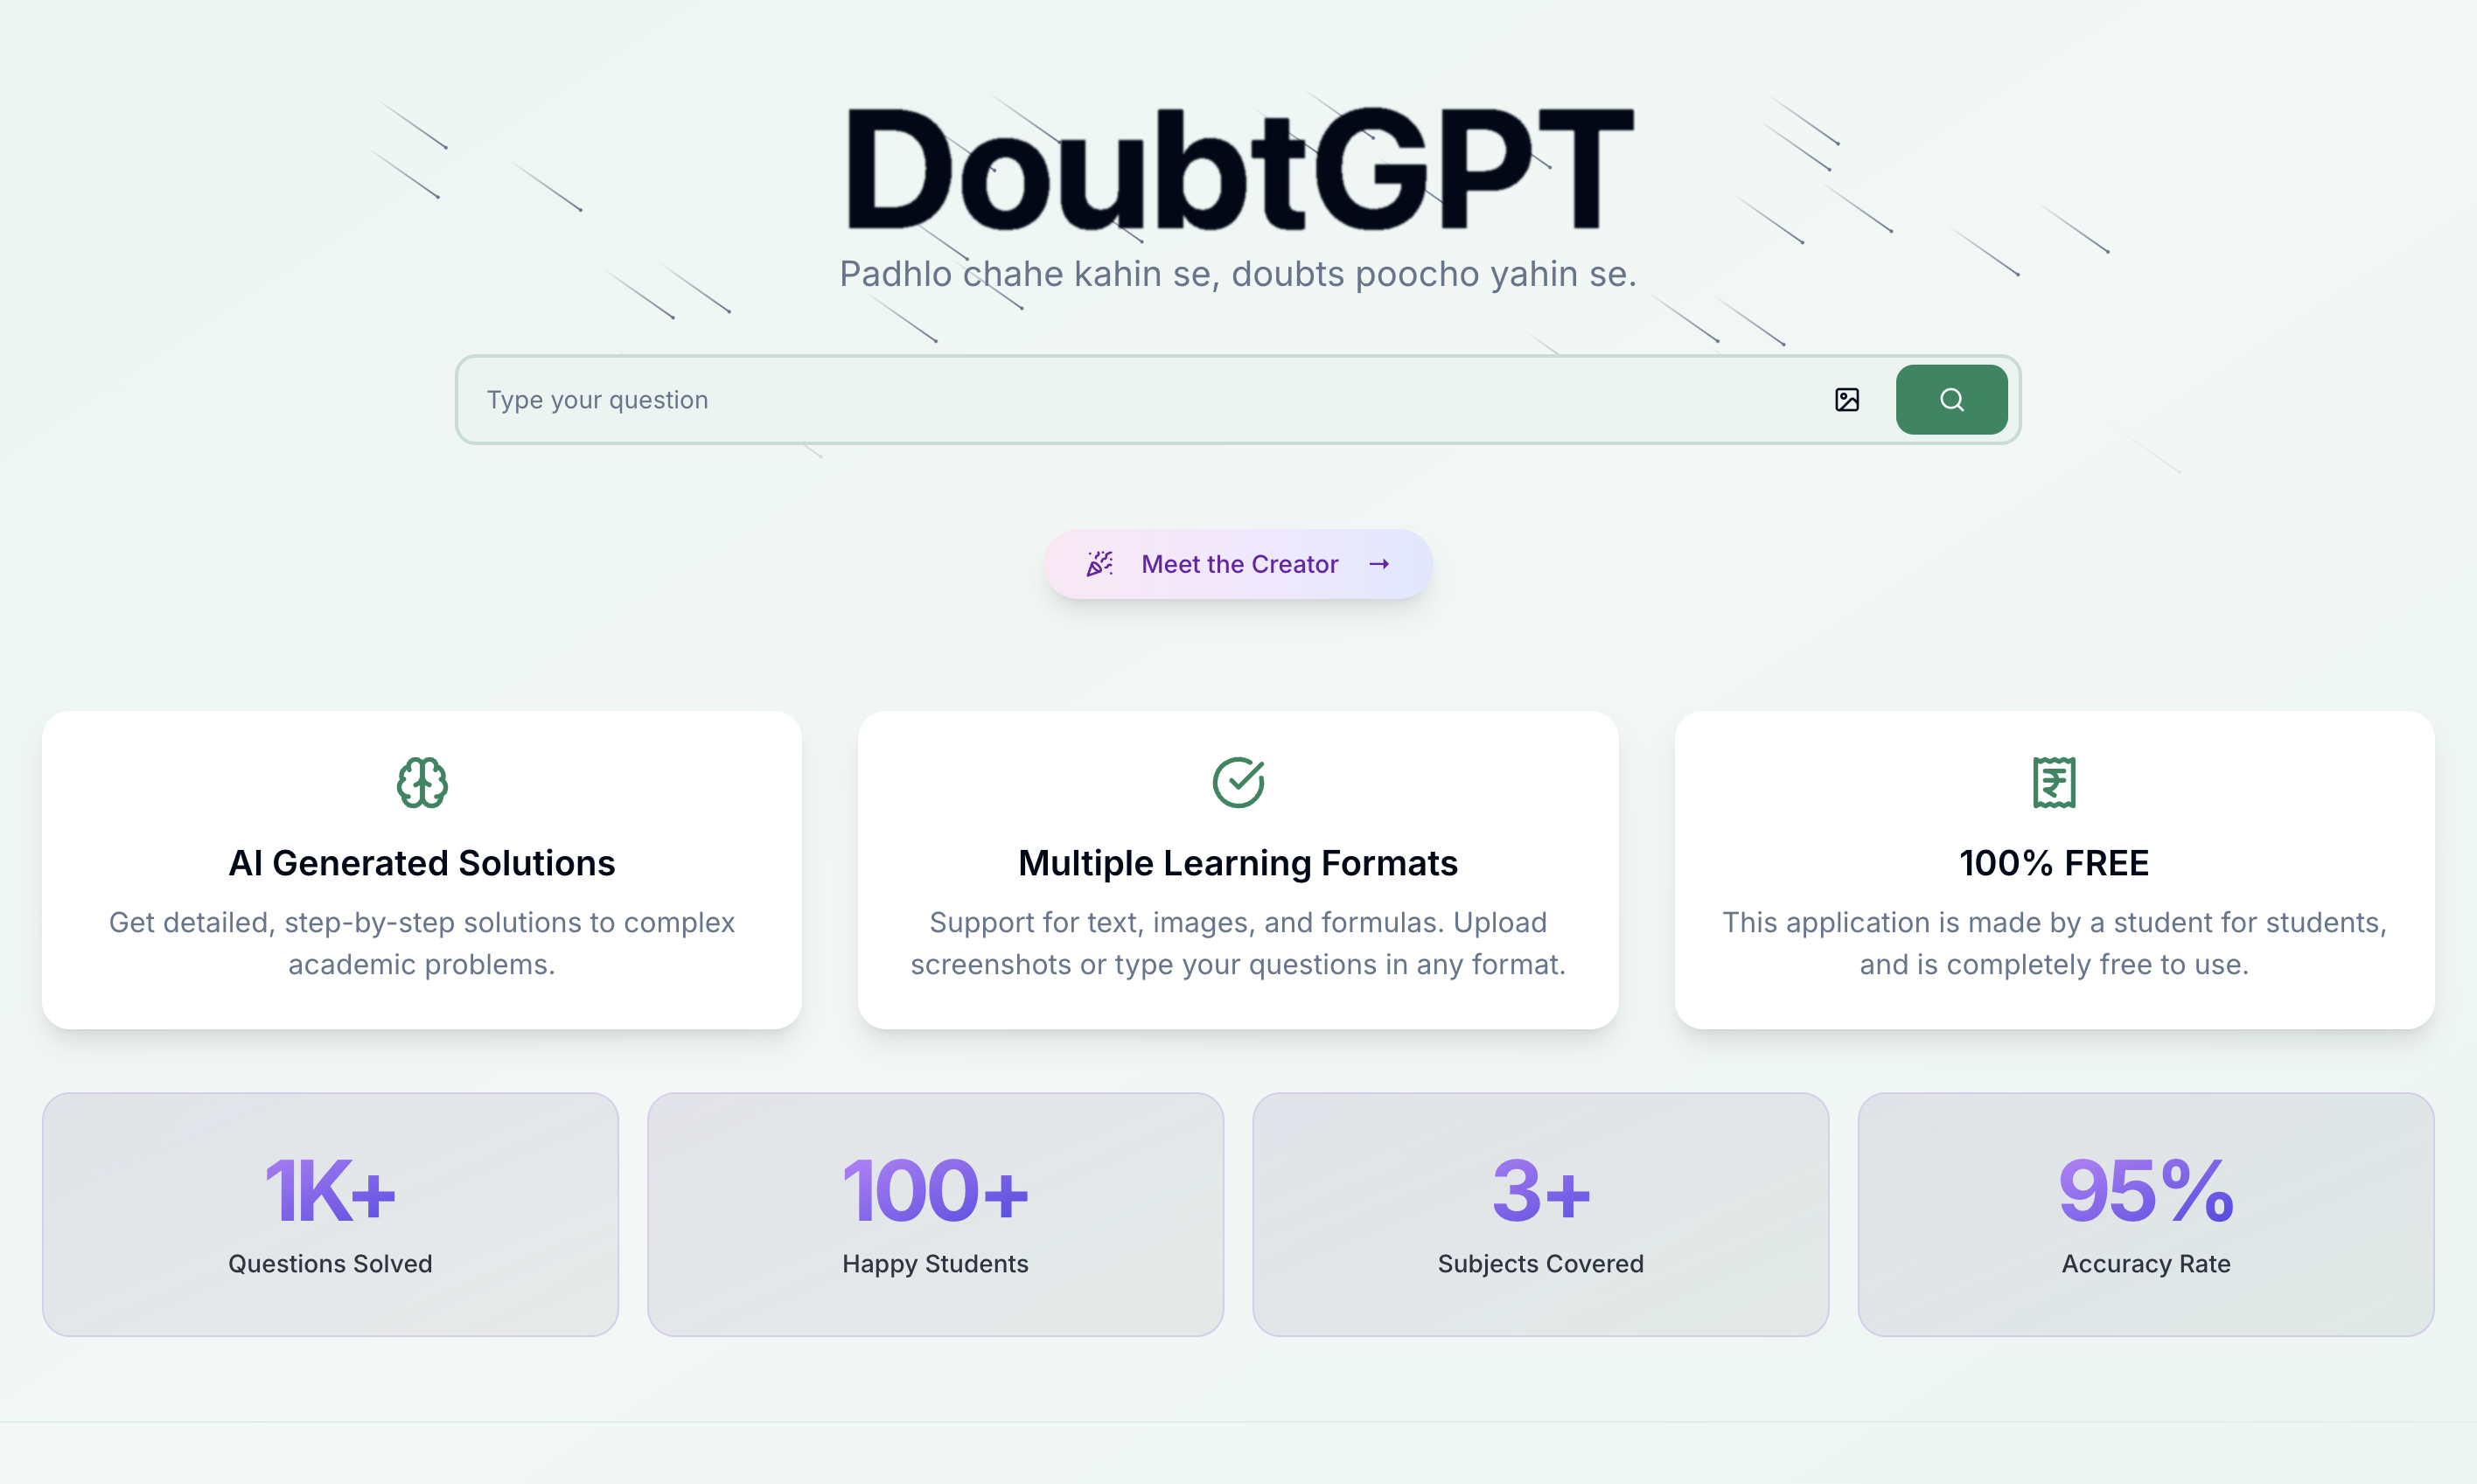 DoubtGPT
Padhlo chahe kahin se, doubts poocho yahin se.
Type your question
Meet the Creator →
AI Generated Solutions
Get detailed, step-by-step solutions to complex
academic problems.
Multiple Learning Formats
Support for text, images, and formulas. Upload
screenshots or type your questions in any format.
100% FREE
This application is made by a student for students,
and is completely free to use.
1K+
Questions Solved
100+
Happy Students
3+
Subjects Covered
95%
Accuracy Rate